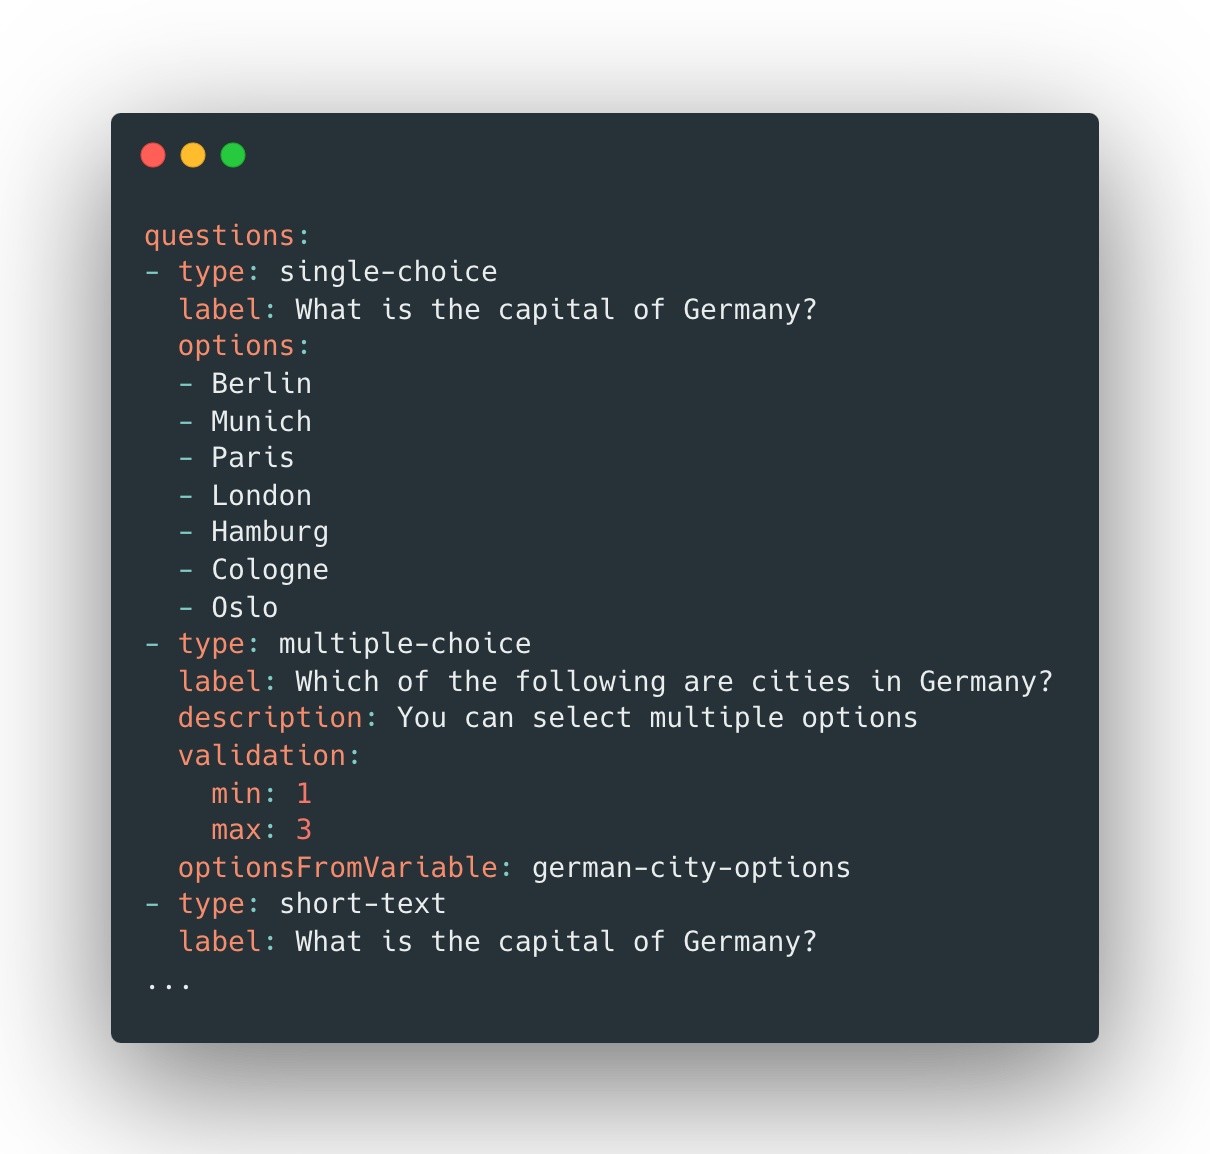 questions:
- type: single-choice
  label: What is the capital of Germany?
  options:
  - Berlin
  - Munich
  - Paris
  - London
  - Hamburg
  - Cologne
  - Oslo
- type: multiple-choice
  label: Which of the following are cities in Germany?
  description: You can select multiple options
  validation:
    min: 1
    max: 3
  optionsFromVariable: german-city-options
- type: short-text
  label: What is the capital of Germany?
...